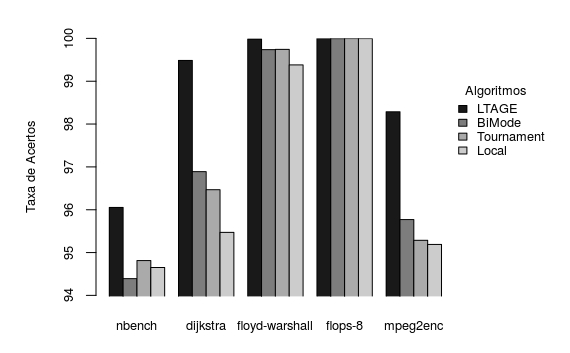 Taxa de Acertos
100
99
98
97
96
95
94
nbench
dijkstra
floyd-warshall
flops-8
mpeg2enc
Algoritmos
LTAGE
BiMode
Tournament
Local